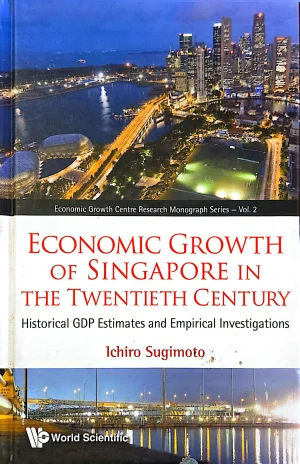 Economic Growth Centre Research Monograph Series – Vol. 2
ECONOMIC GROWTH
OF SINGAPORE IN
THE TWENTIETH CENTURY
Historical GDP Estimates and Empirical Investigations
Ichiro Sugimoto
World Scientific